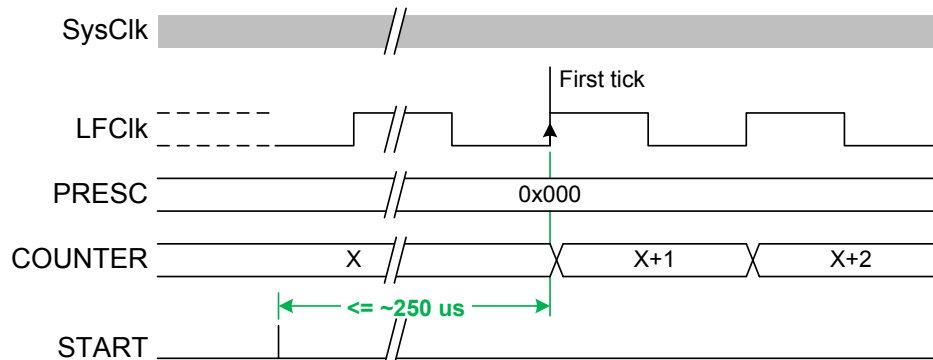 SysClk
First tick
LFClk
PRESC
0x000
COUNTER
X
X+1
X+2
<= ~250 us
START